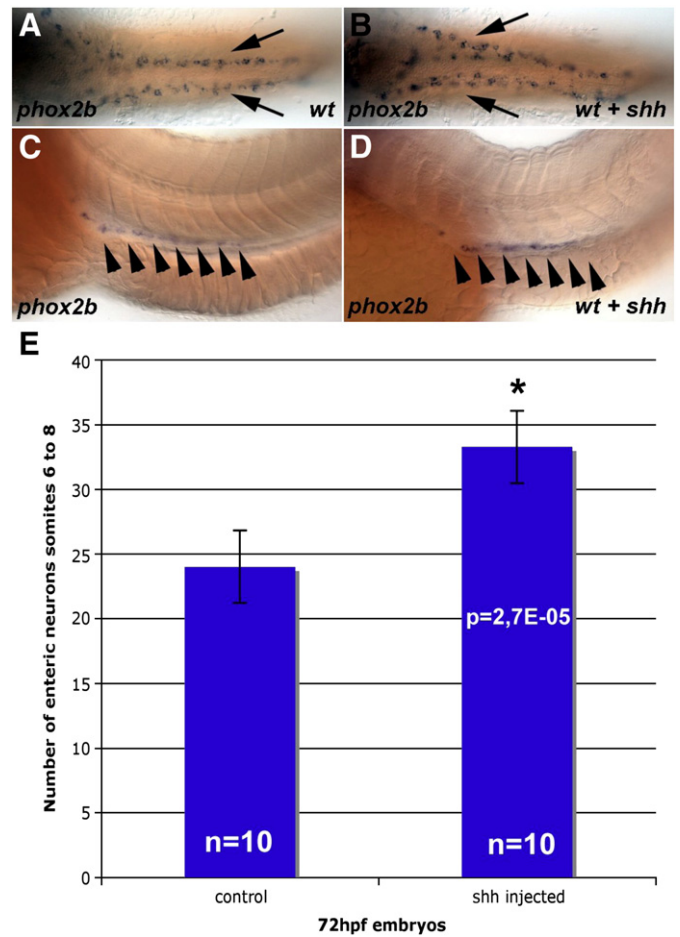 A
B
phox2b wt
phox2b wt + shh
C
D
phox2b
phox2b wt + shh
E
Number of enteric neurons somites 6 to 8
40
35
30
25
20
15
10
5
0
*
p=2,7E-05
n=10
n=10
control
shh injected
72hpf embryos